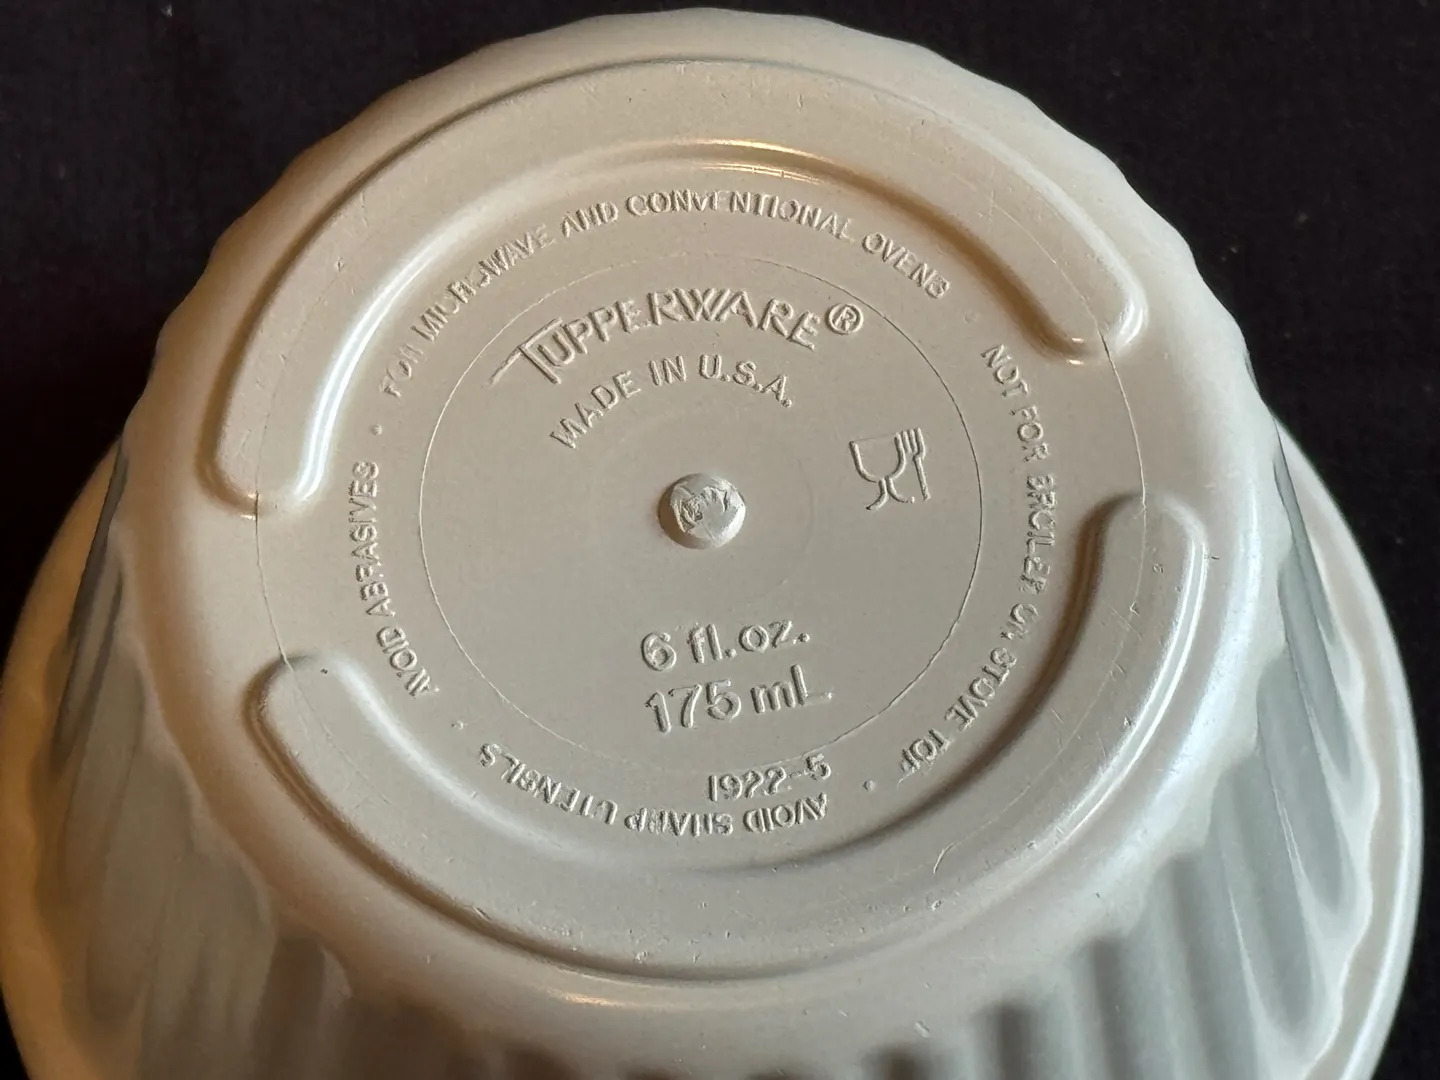 FOR MICROWAVE AND CONVENTIONAL OVENS
NOT FOR BROILER ON STOVE TOP
AVOID SHARP UTENSILS
AVOID ABRASIVES
TUPPERWARE®
MADE IN U.S.A.
6 fl. oz.
175 mL
1922-5